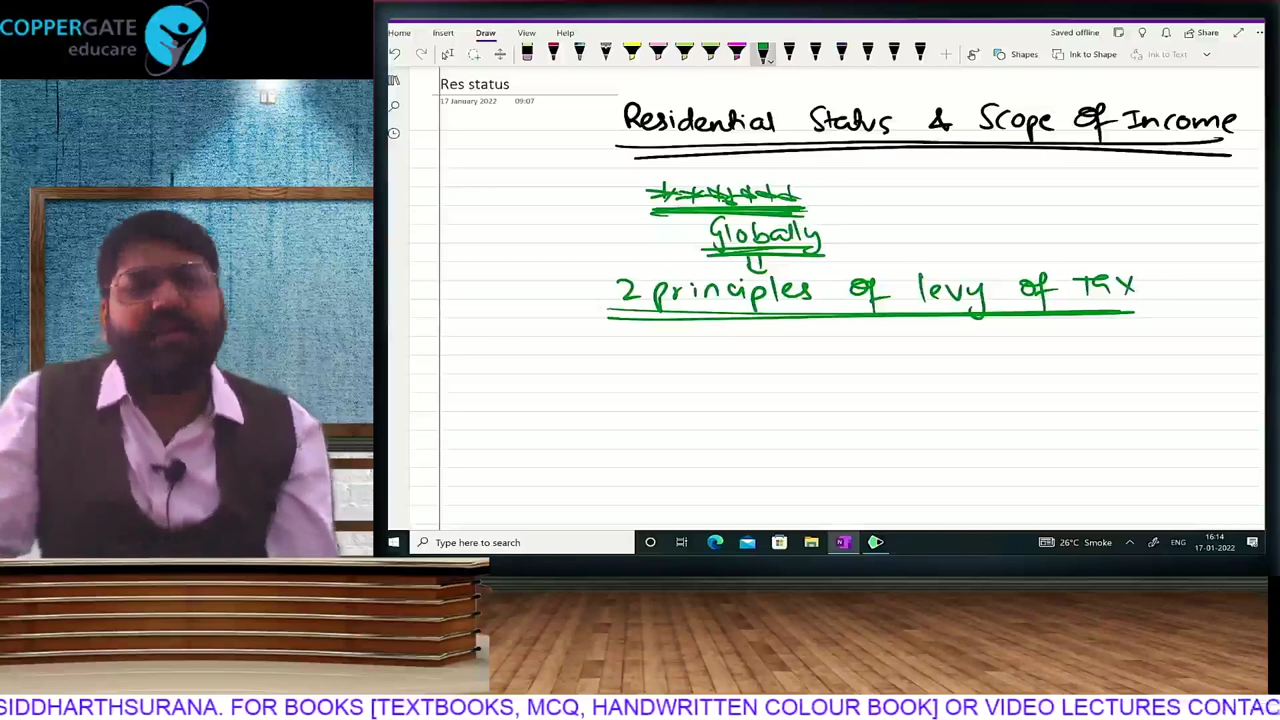 COPPERGATE
educare
Home Insert Draw View Help
Saved offline
Share
Shapes
Ink to Shape
Ink to Text
Res status
17 January 2022 09:07
Residential Status & Scope Of Income
Globally
2 principles of levy of Tax
Type here to search
26°C Smoke
ENG
16:14
17-01-2022
SIDDHARTHSURANA. FOR BOOKS [TEXTBOOKS, MCQ, HANDWRITTEN COLOUR BOOK] OR VIDEO LECTURES CONTAC